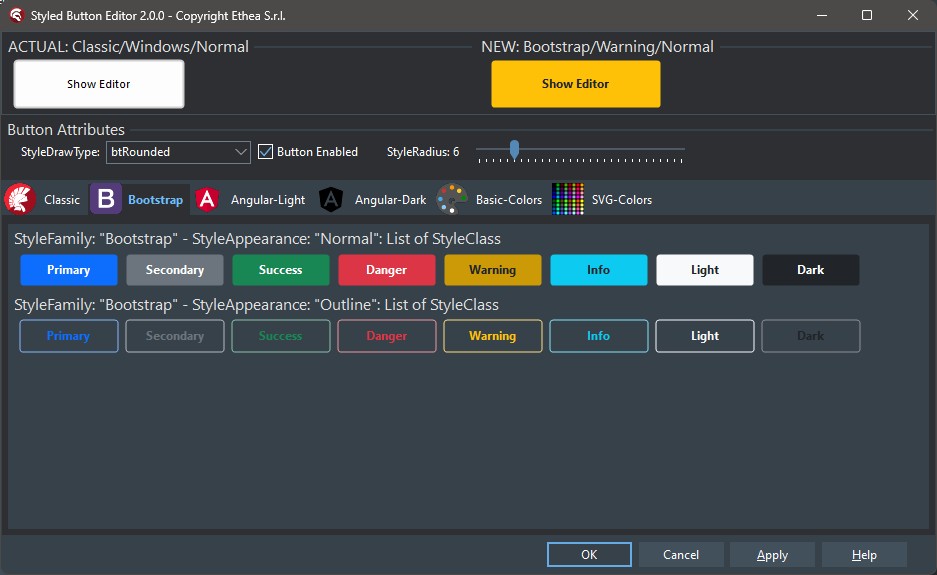 Styled Button Editor 2.0.0 - Copyright Ethea S.r.l.
ACTUAL: Classic/Windows/Normal NEW: Bootstrap/Warning/Normal
Show Editor Show Editor
Button Attributes
StyleDrawType: btRounded Button Enabled StyleRadius: 6
Classic B Bootstrap A Angular-Light A Angular-Dark Basic-Colors SVG-Colors
StyleFamily: "Bootstrap" - StyleAppearance: "Normal": List of StyleClass
Primary Secondary Success Danger Warning Info Light Dark
StyleFamily: "Bootstrap" - StyleAppearance: "Outline": List of StyleClass
Primary Secondary Success Danger Warning Info Light Dark
OK Cancel Apply Help